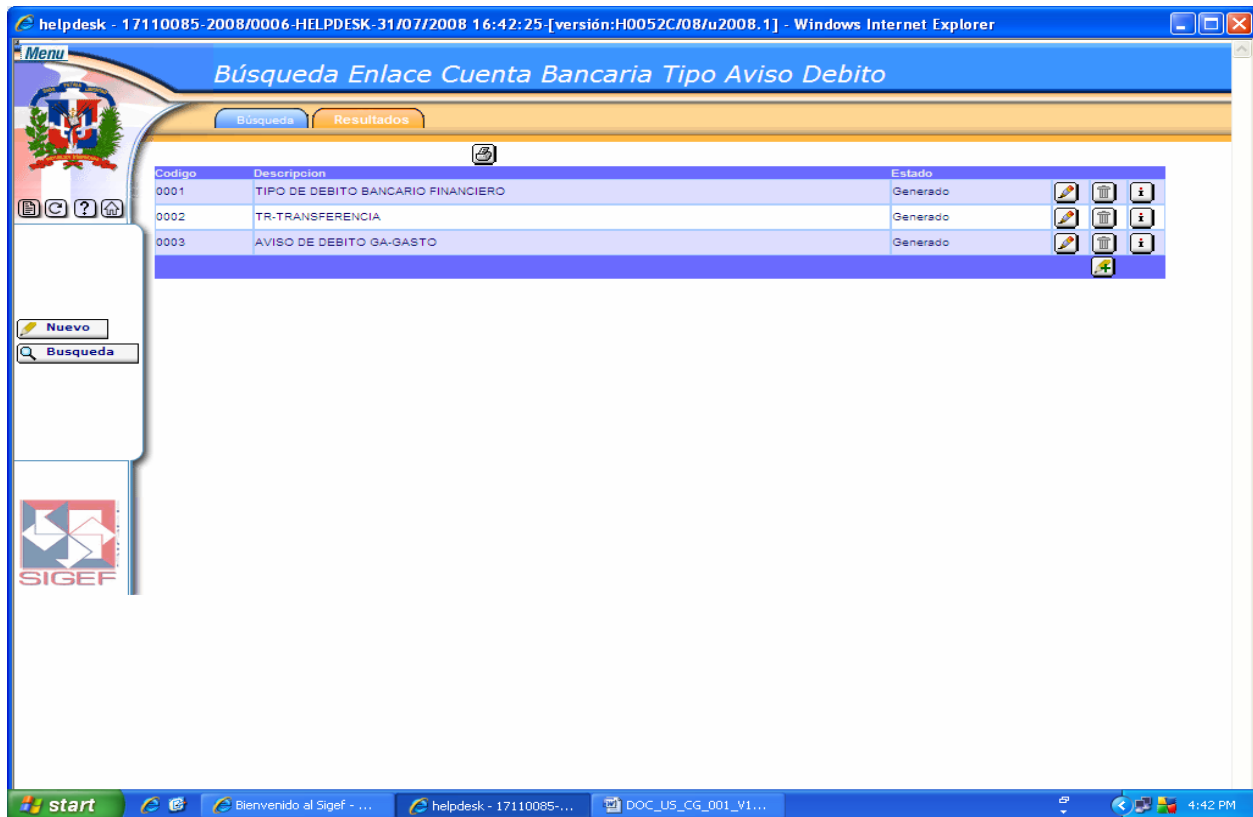 helpdesk - 17110085-2008/0006-HELPDESK-31/07/2008 16:42:25-[versión:H0052C/08/u2008.1] - Windows Internet Explorer
Menu
Búsqueda Enlace Cuenta Bancaria Tipo Aviso Debito
Búsqueda Resultados
Codigo Descripcion Estado
0001 TIPO DE DEBITO BANCARIO FINANCIERO Generado
0002 TR-TRANSFERENCIA Generado
0003 AVISO DE DEBITO GA-GASTO Generado
Nuevo
Busqueda
SIGEF
start Bienvenido al Sigef - ... helpdesk - 17110085-... DOC_US_CG_001_V1... 4:42 PM